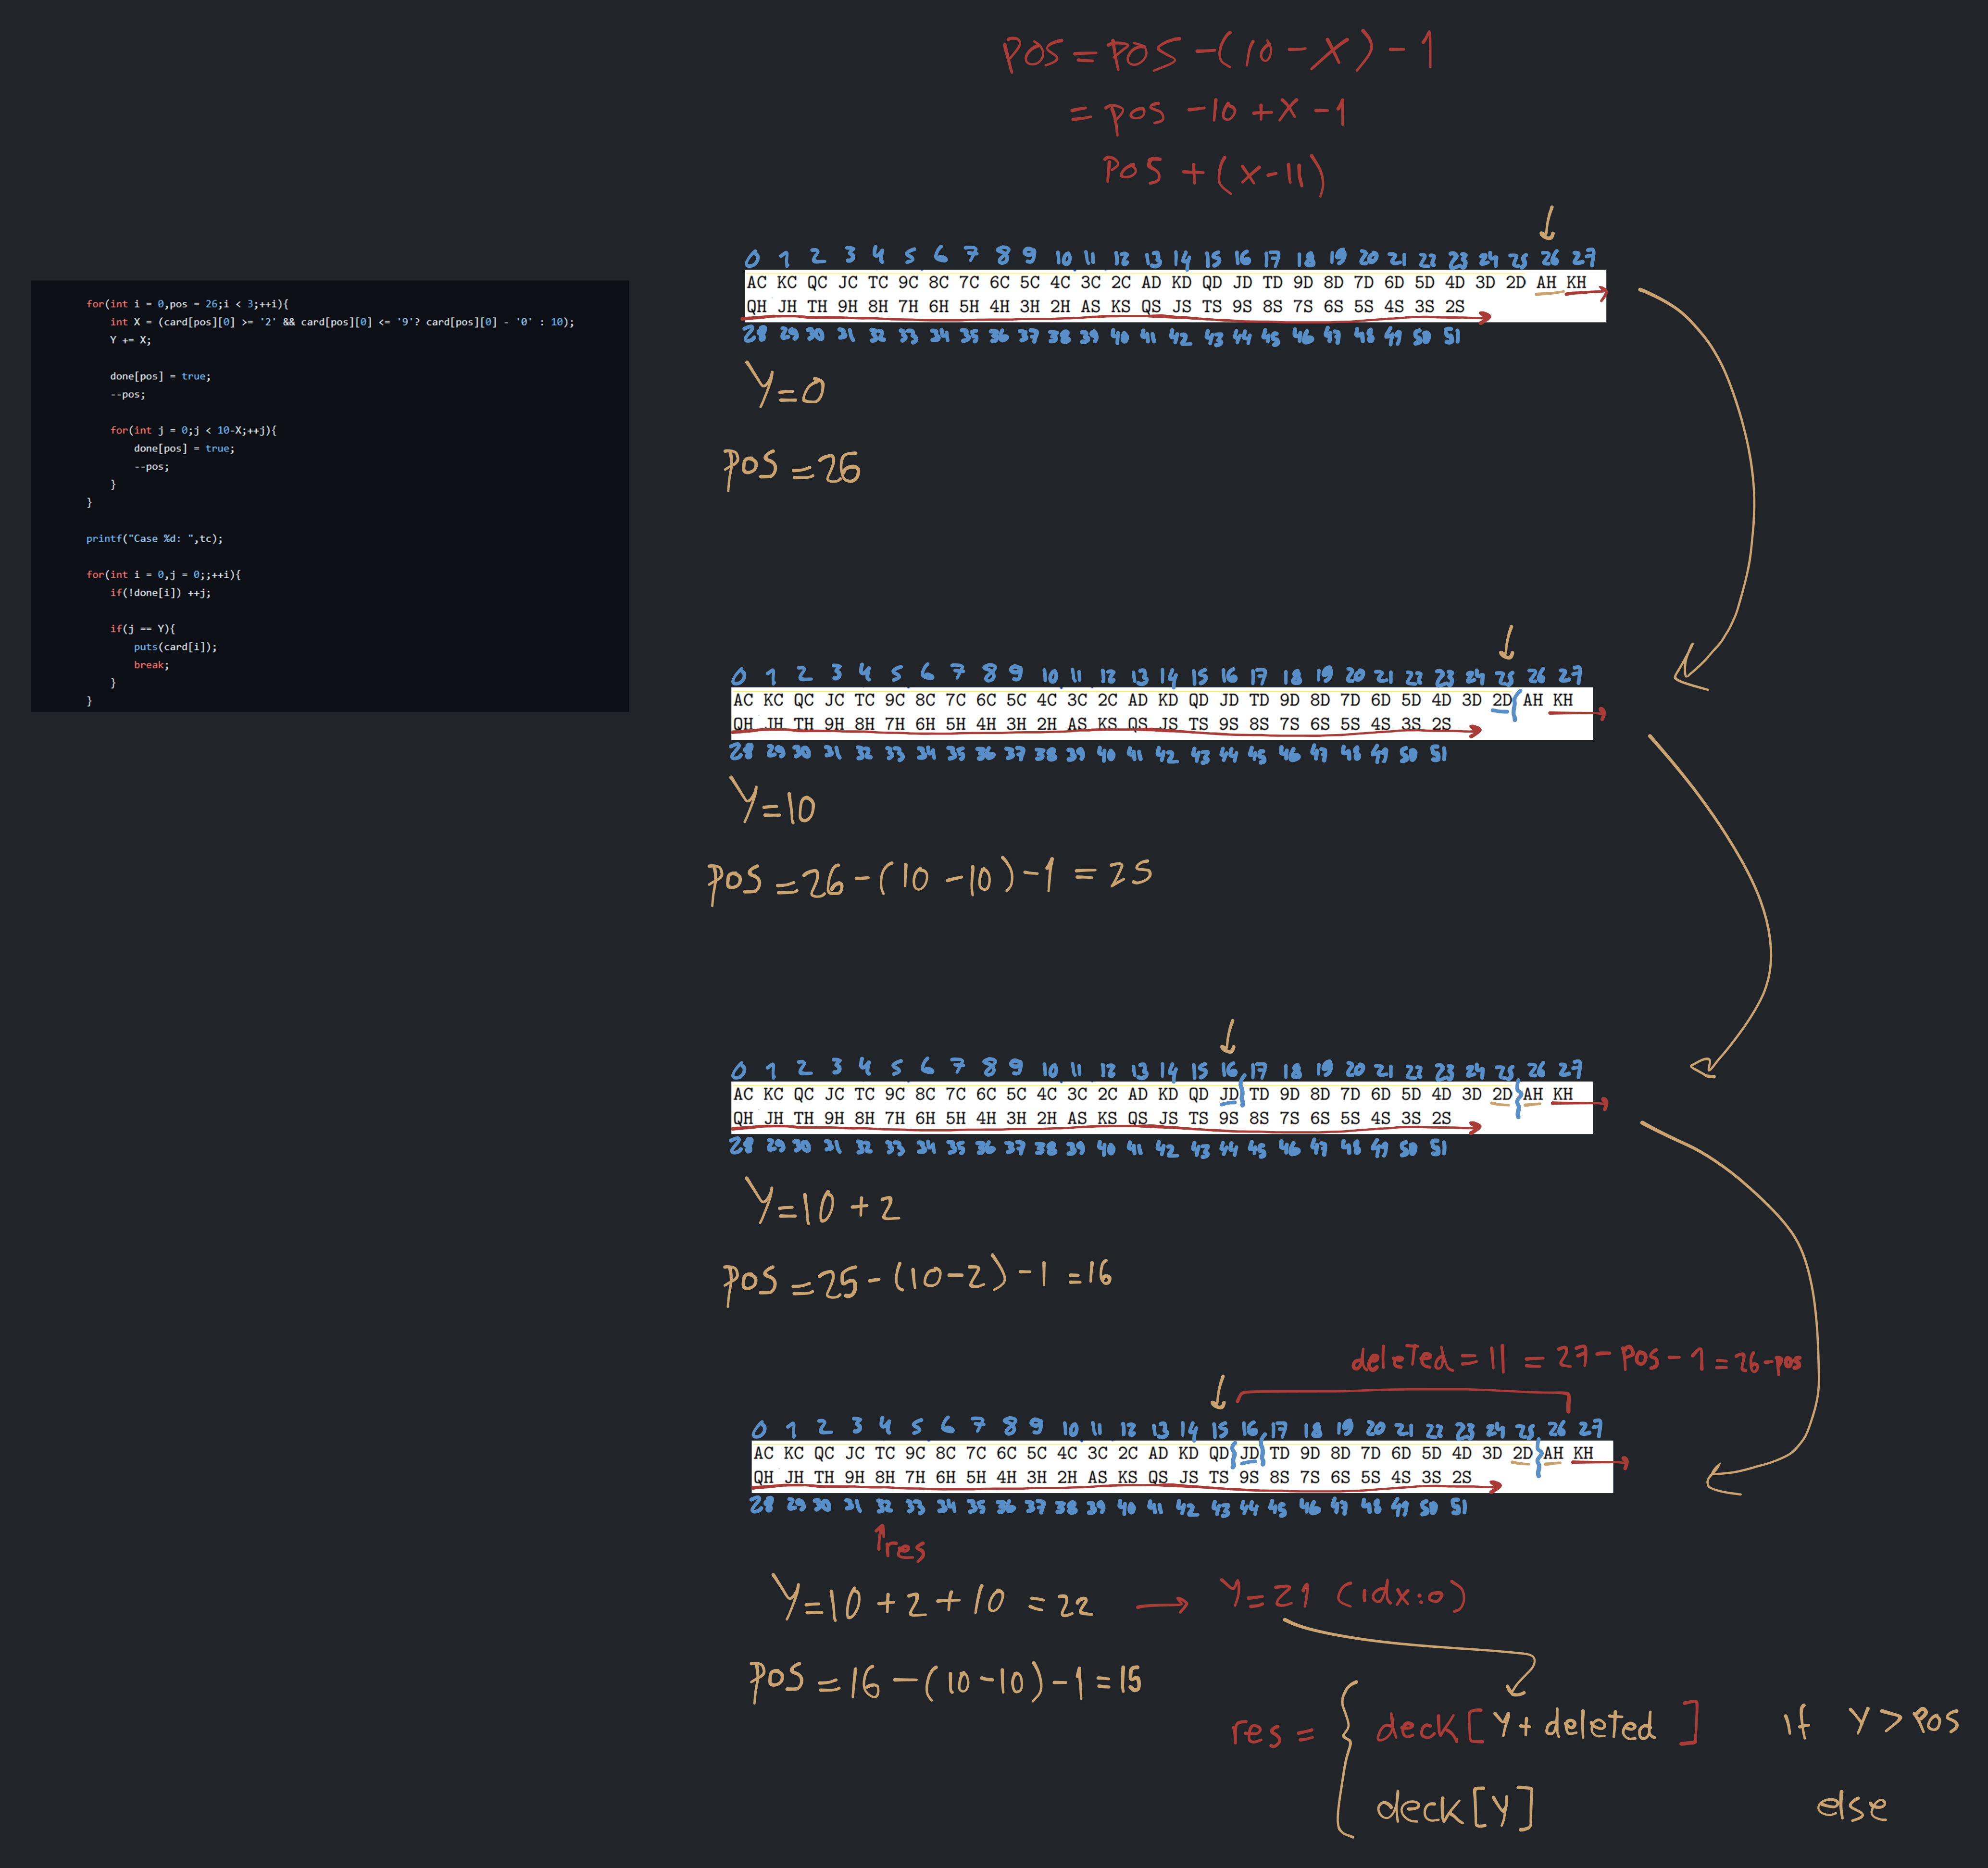 POS = POS - (10 - X) - 1
= pos - 10 + X - 1
POS + (X - 11)
for(int i = 0,pos = 26;i < 3;++i){
int X = (card[pos][0] >= '2' && card[pos][0] <= '9'? card[pos][0] - '0' : 10);
Y += X;
done[pos] = true;
--pos;
for(int j = 0;j < 10-X;++j){
done[pos] = true;
--pos;
}
}
printf("Case %d: ",tc);
for(int i = 0,j = 0;;++i){
if(!done[i]) ++j;
if(j == Y){
puts(card[i]);
break;
}
}
0 1 2 3 4 5 6 7 8 9 10 11 12 13 14 15 16 17 18 19 20 21 22 23 24 25 26 27
AC KC QC JC TC 9C 8C 7C 6C 5C 4C 3C 2C AD KD QD JD TD 9D 8D 7D 6D 5D 4D 3D 2D AH KH
QH JH TH 9H 8H 7H 6H 5H 4H 3H 2H AS KS QS JS TS 9S 8S 7S 6S 5S 4S 3S 2S
28 29 30 31 32 33 34 35 36 37 38 39 40 41 42 43 44 45 46 47 48 49 50 51
Y=0
POS = 26
0 1 2 3 4 5 6 7 8 9 10 11 12 13 14 15 16 17 18 19 20 21 22 23 24 25 26 27
AC KC QC JC TC 9C 8C 7C 6C 5C 4C 3C 2C AD KD QD JD TD 9D 8D 7D 6D 5D 4D 3D 2D AH KH
QH JH TH 9H 8H 7H 6H 5H 4H 3H 2H AS KS QS JS TS 9S 8S 7S 6S 5S 4S 3S 2S
28 29 30 31 32 33 34 35 36 37 38 39 40 41 42 43 44 45 46 47 48 49 50 51
Y=10
POS = 26 - (10 - 10) - 1 = 25
0 1 2 3 4 5 6 7 8 9 10 11 12 13 14 15 16 17 18 19 20 21 22 23 24 25 26 27
AC KC QC JC TC 9C 8C 7C 6C 5C 4C 3C 2C AD KD QD JD TD 9D 8D 7D 6D 5D 4D 3D 2D AH KH
QH JH TH 9H 8H 7H 6H 5H 4H 3H 2H AS KS QS JS TS 9S 8S 7S 6S 5S 4S 3S 2S
28 29 30 31 32 33 34 35 36 37 38 39 40 41 42 43 44 45 46 47 48 49 50 51
Y=10 + 2
POS = 25 - (10-2) - 1 = 16
deleted = 11 = 27 - pos - 1 = 26-pos
0 1 2 3 4 5 6 7 8 9 10 11 12 13 14 15 16 17 18 19 20 21 22 23 24 25 26 27
AC KC QC JC TC 9C 8C 7C 6C 5C 4C 3C 2C AD KD QD JD TD 9D 8D 7D 6D 5D 4D 3D 2D AH KH
QH JH TH 9H 8H 7H 6H 5H 4H 3H 2H AS KS QS JS TS 9S 8S 7S 6S 5S 4S 3S 2S
28 29 30 31 32 33 34 35 36 37 38 39 40 41 42 43 44 45 46 47 48 49 50 51
res
Y=10 + 2 + 10 = 22 → Y=21 (idx:0)
POS = 16 - (10-10) - 1 = 15
res = { deck[Y + deleted] if Y > POS
deck[Y] else